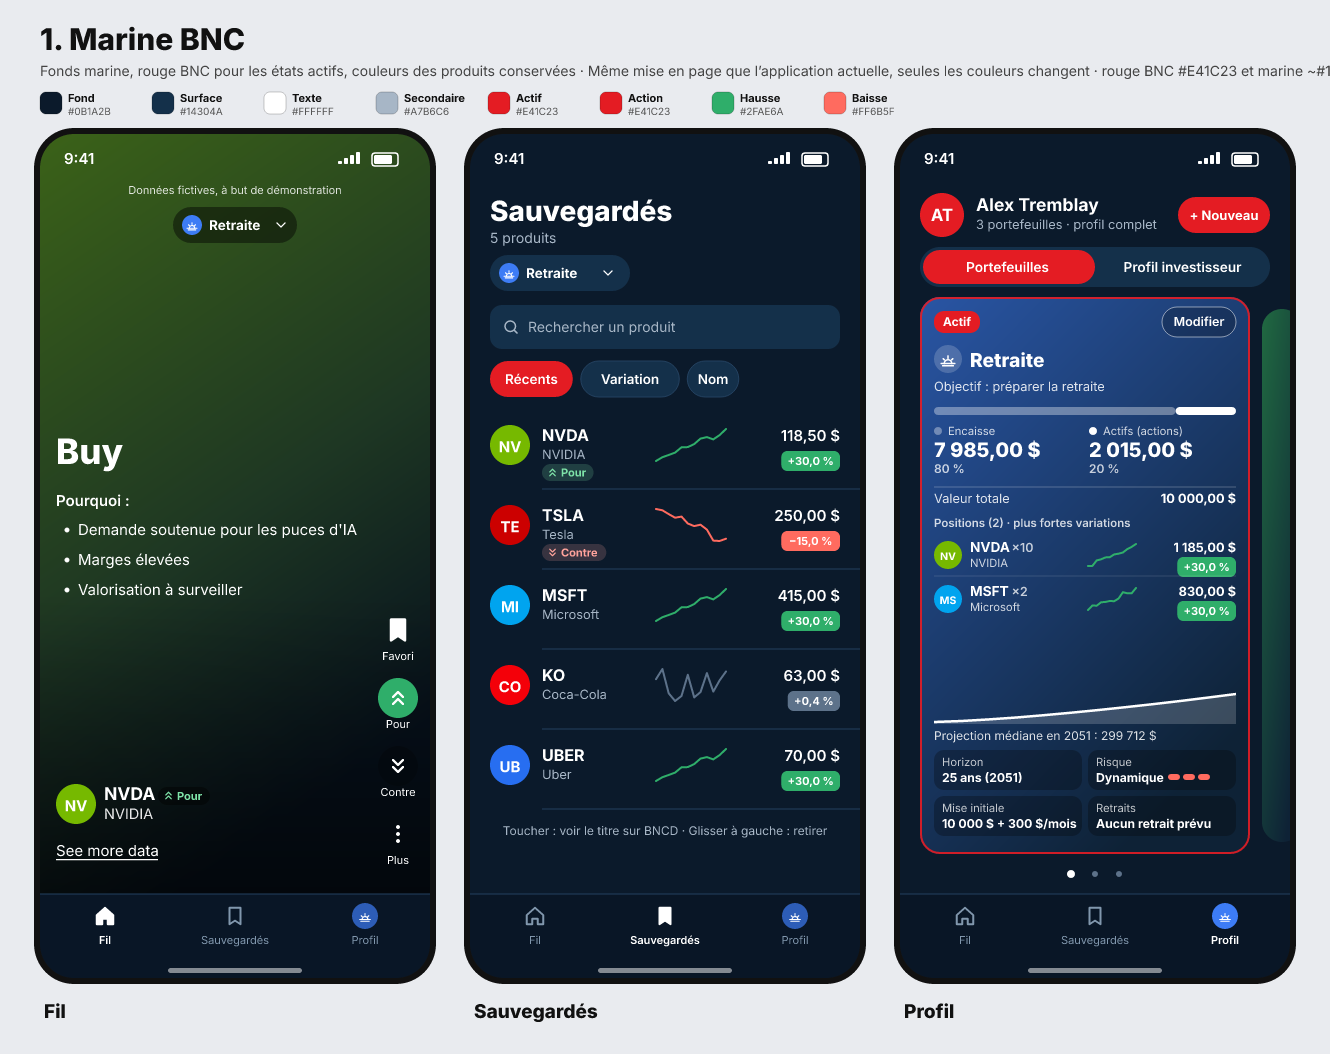 1. Marine BNC
Fonds marine, rouge BNC pour les états actifs, couleurs des produits conservées · Même mise en page que l'application actuelle, seules les couleurs changent · rouge BNC #E41C23 et marine ~#1
Fond
#0B1A2B
Surface
#14304A
Texte
#FFFFFF
Secondaire
#A7B6C6
Actif
#E41C23
Action
#E41C23
Hausse
#2FAE6A
Baisse
#FF6B5F
9:41
Données fictives, à but de démonstration
Retraite
Buy
Pourquoi :
• Demande soutenue pour les puces d'IA
• Marges élevées
• Valorisation à surveiller
Favori
Pour
Contre
Plus
NV
NVDA
Pour
NVIDIA
See more data
Fil
Sauvegardés
Profil
Fil
9:41
Sauvegardés
5 produits
Retraite
Rechercher un produit
Récents
Variation
Nom
NV
NVDA
NVIDIA
Pour
118,50 $
+30,0 %
TE
TSLA
Tesla
Contre
250,00 $
−15,0 %
MI
MSFT
Microsoft
415,00 $
+30,0 %
CO
KO
Coca-Cola
63,00 $
+0,4 %
UB
UBER
Uber
70,00 $
+30,0 %
Toucher : voir le titre sur BNCD · Glisser à gauche : retirer
Fil
Sauvegardés
Profil
Sauvegardés
9:41
AT
Alex Tremblay
3 portefeuilles · profil complet
+ Nouveau
Portefeuilles
Profil investisseur
Actif
Modifier
Retraite
Objectif : préparer la retraite
Encaisse
7 985,00 $
80 %
Actifs (actions)
2 015,00 $
20 %
Valeur totale
10 000,00 $
Positions (2) · plus fortes variations
NV
NVDA ×10
NVIDIA
1 185,00 $
+30,0 %
MS
MSFT ×2
Microsoft
830,00 $
+30,0 %
Projection médiane en 2051 : 299 712 $
Horizon
25 ans (2051)
Risque
Dynamique
Mise initiale
10 000 $ + 300 $/mois
Retraits
Aucun retrait prévu
Fil
Sauvegardés
Profil
Profil